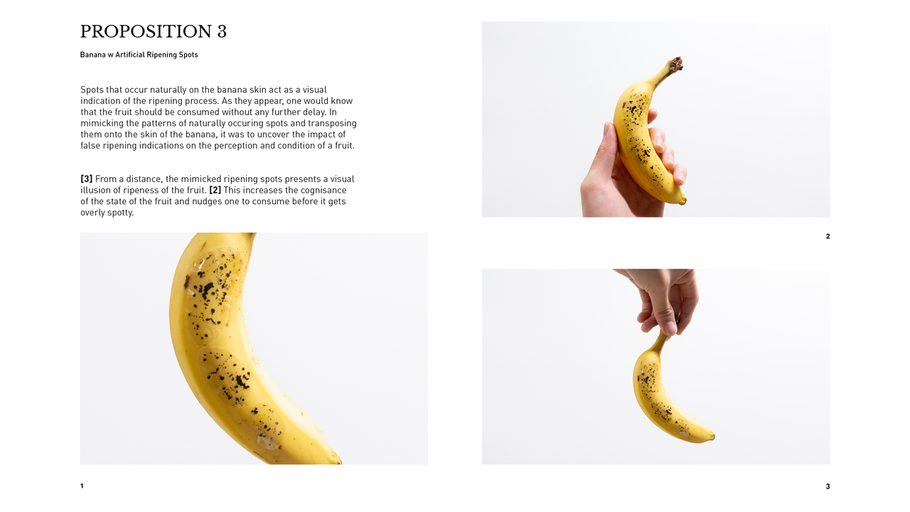 PROPOSITION 3
Banana w Artificial Ripening Spots
Spots that occur naturally on the banana skin act as a visual
indication of the ripening process. As they appear, one would know
that the fruit should be consumed without any further delay. In
mimicking the patterns of naturally occuring spots and transposing
them onto the skin of the banana, it was to uncover the impact of
false ripening indications on the perception and condition of a fruit.
[3] From a distance, the mimicked ripening spots presents a visual
illusion of ripeness of the fruit. [2] This increases the cognisance
of the state of the fruit and nudges one to consume before it gets
overly spotty.
1
2
3